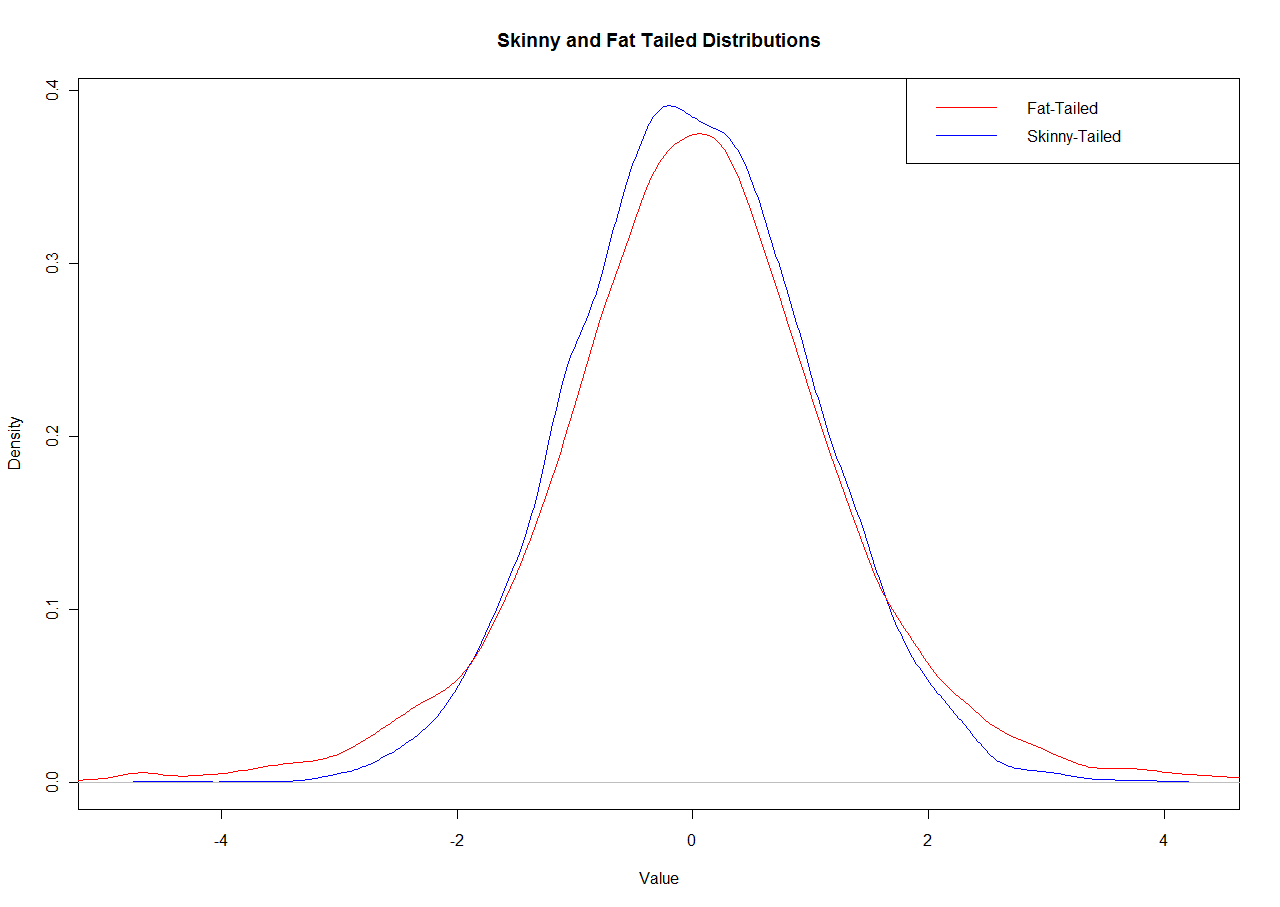 Skinny and Fat Tailed Distributions
Fat-Tailed
Skinny-Tailed
0.4
0.3
0.2
0.1
0.0
Density
-4 -2 0 2 4
Value